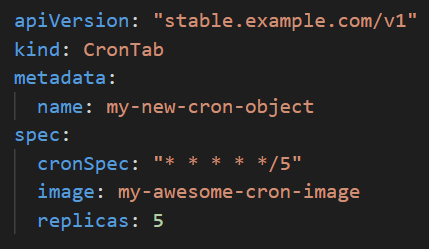 apiVersion: "stable.example.com/v1"
kind: CronTab
metadata:
  name: my-new-cron-object
spec:
  cronSpec: "* * * * */5"
  image: my-awesome-cron-image
  replicas: 5